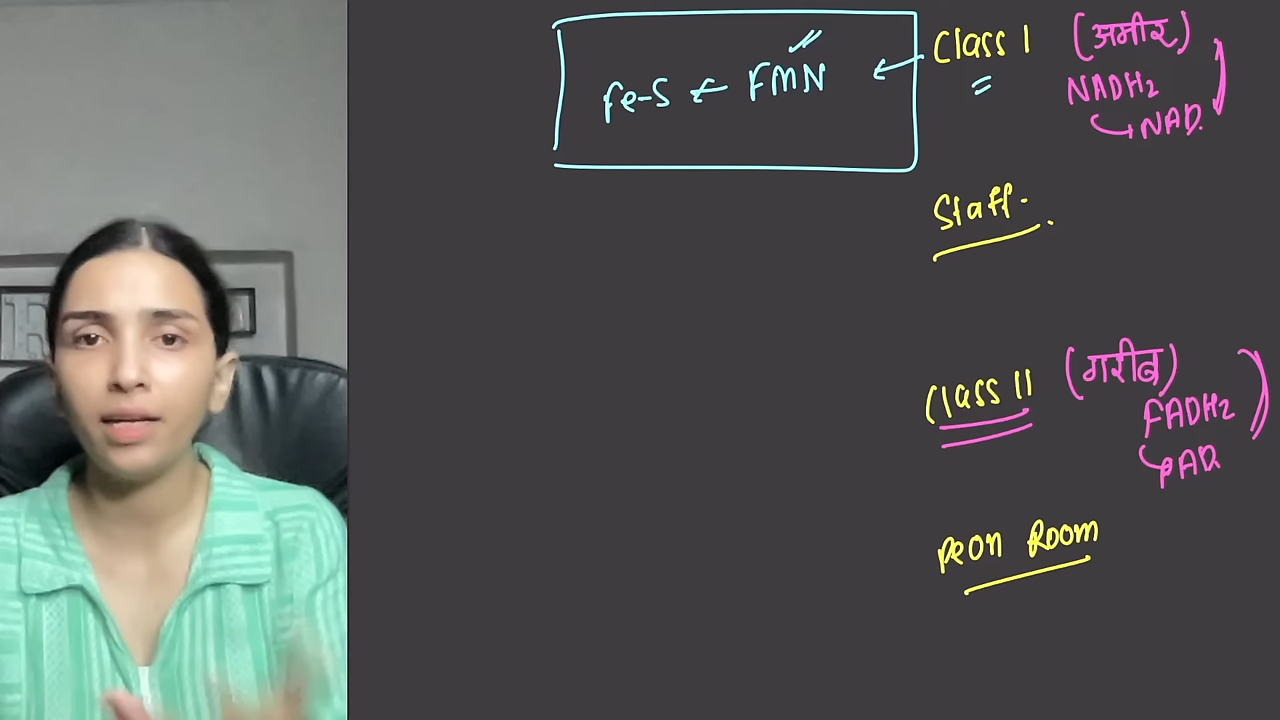 Class I (अमीर)
fe-S ← FMN ←
NADH2
↳ NAD.
Staff.
Class II (गरीब)
FADH2
↳ FAD
peon Room